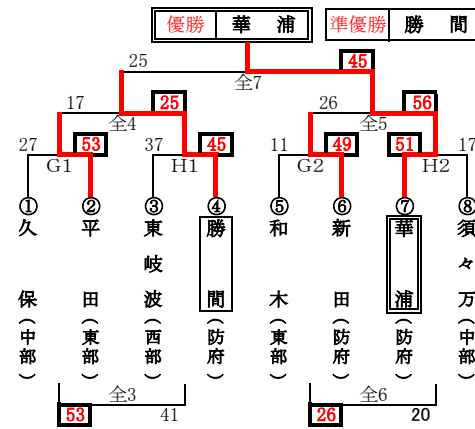 優勝 華 浦 準優勝 勝 間
25 45
全7
17 25 26 56
全4 全5
27 53 37 45 11 49 51 17
G1 H1 G2 H2
① ② ③ ④ ⑤ ⑥ ⑦ ⑧
久保(中部)
平田(東部)
東岐波(西部)
勝間(防府)
和木(東部)
新田(防府)
華浦(防府)
須々万(中部)
全3 全6
53 41 26 20